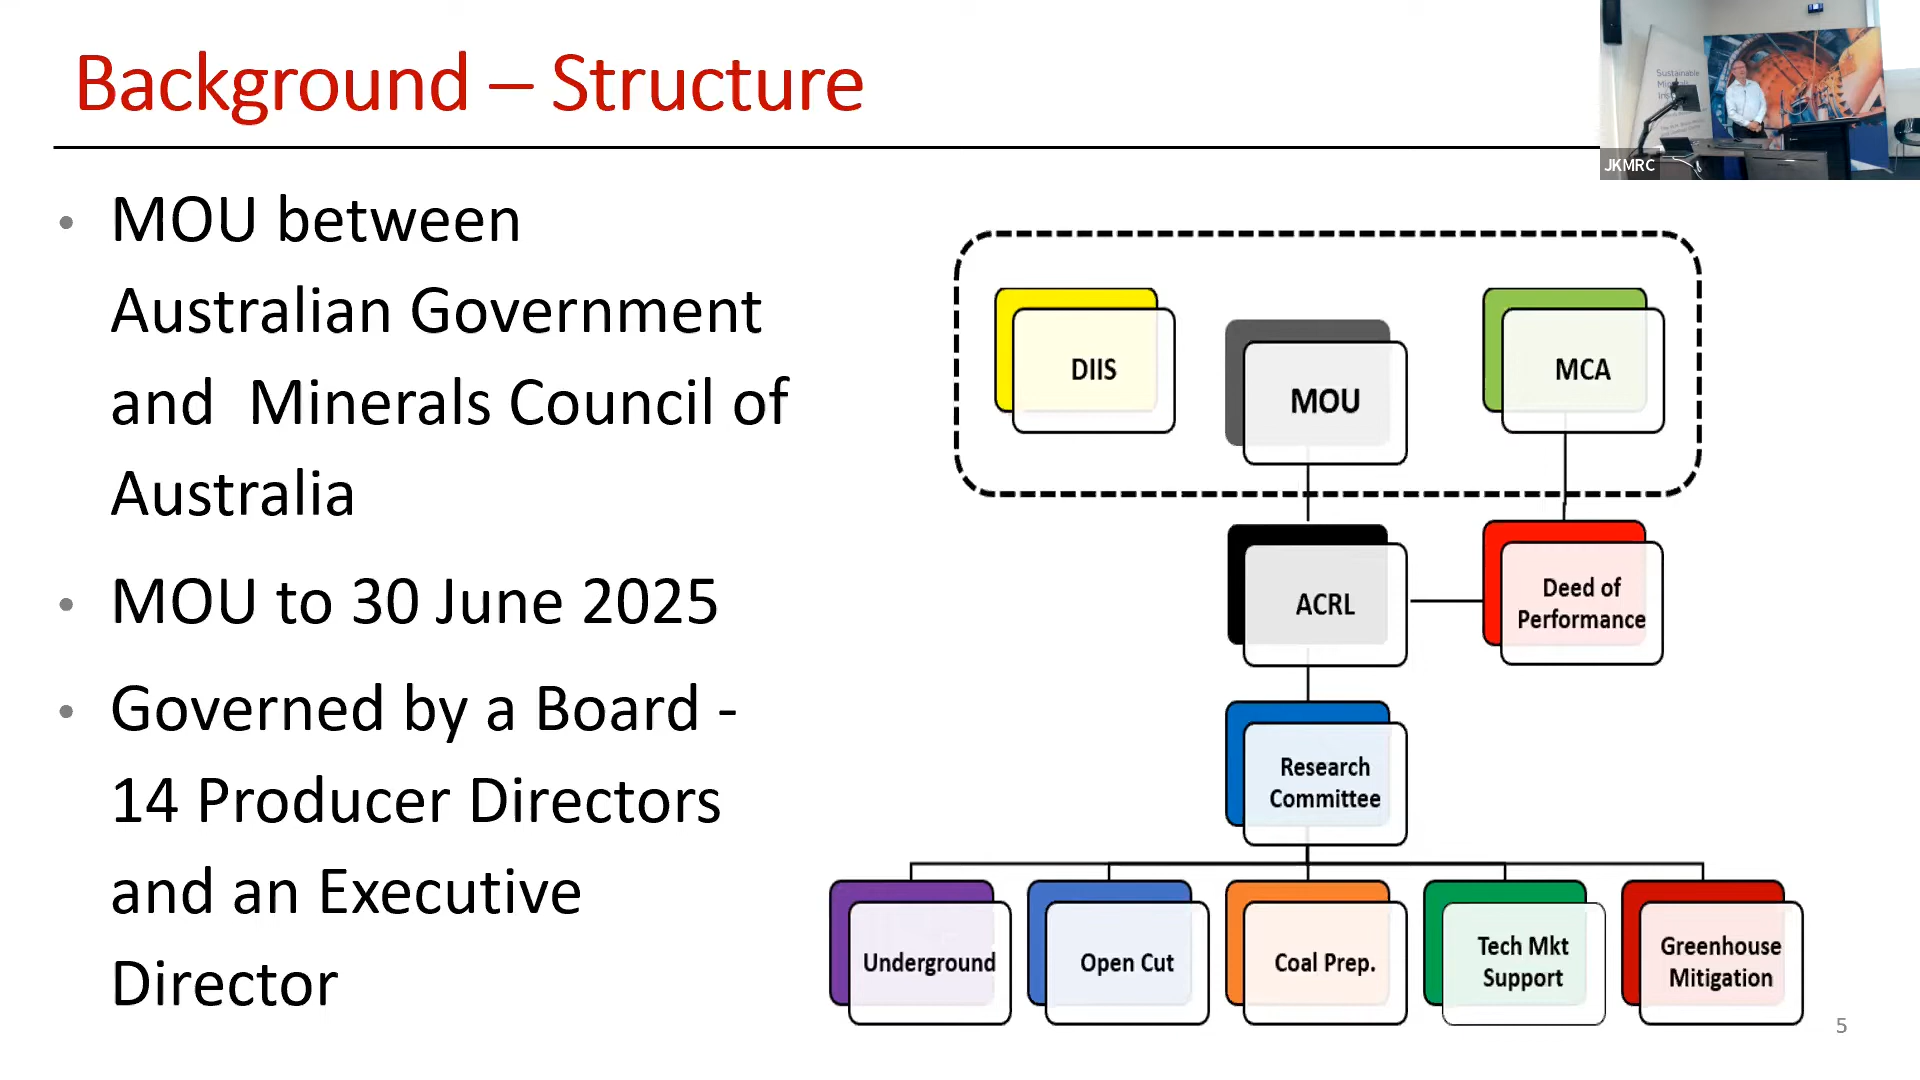 Background – Structure
Sustainable
JKMRC
• MOU between
Australian Government
and Minerals Council of
Australia
• MOU to 30 June 2025
• Governed by a Board -
14 Producer Directors
and an Executive
Director
DIIS
MOU
MCA
ACRL
Deed of
Performance
Research
Committee
Underground
Open Cut
Coal Prep.
Tech Mkt
Support
Greenhouse
Mitigation
5